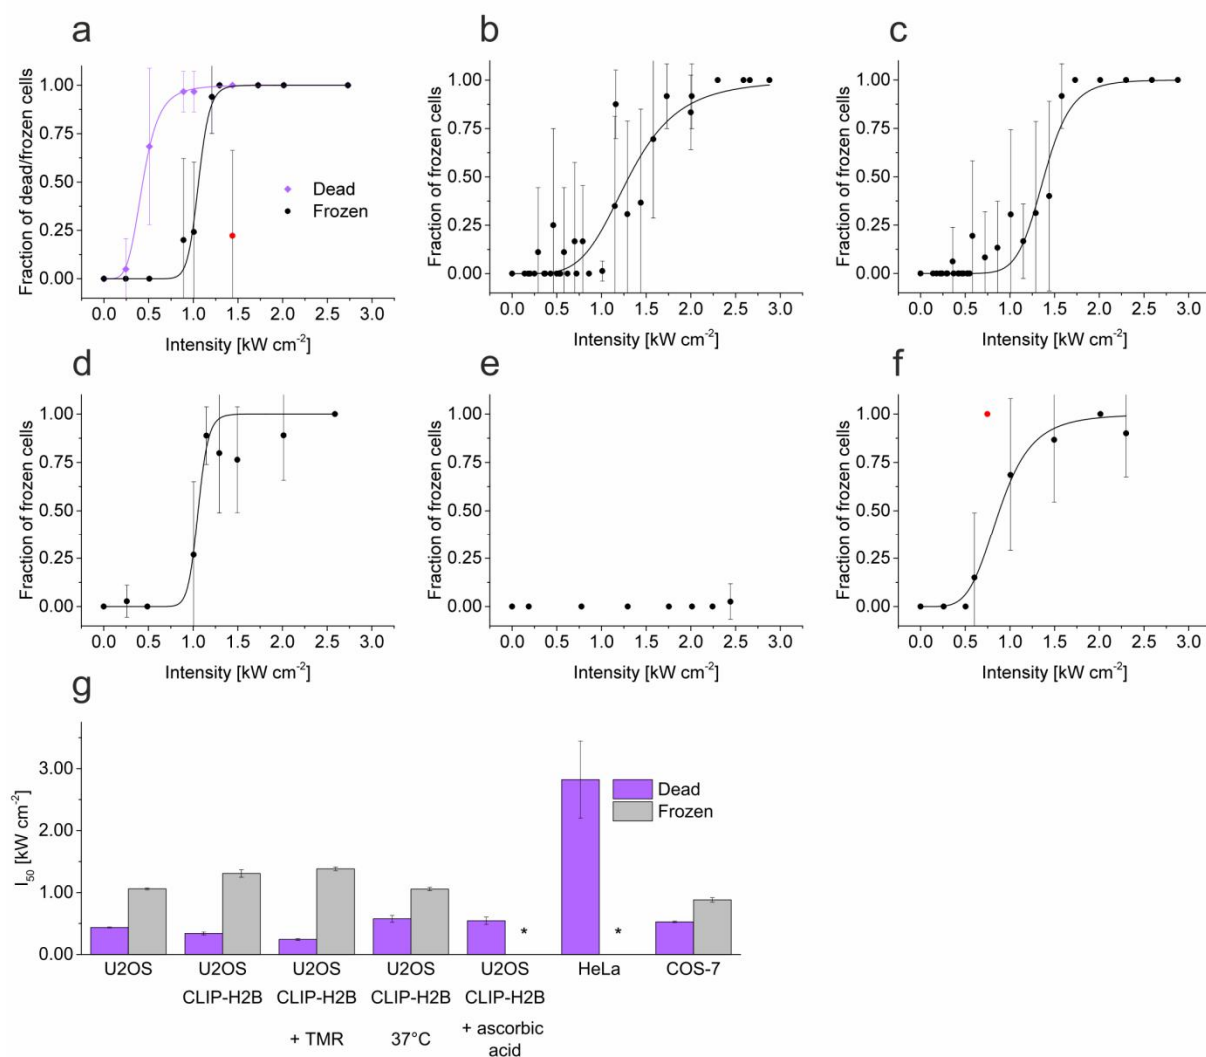 a
b
c
1.00
0.75
0.50
0.25
0.00
Fraction of dead/frozen cells
Dead
Frozen
0.0 0.5 1.0 1.5 2.0 2.5 3.0
Intensity [kW cm-2]
1.00
0.75
0.50
0.25
0.00
Fraction of frozen cells
0.0 0.5 1.0 1.5 2.0 2.5 3.0
Intensity [kW cm-2]
1.00
0.75
0.50
0.25
0.00
Fraction of frozen cells
0.0 0.5 1.0 1.5 2.0 2.5 3.0
Intensity [kW cm-2]
d
e
f
1.00
0.75
0.50
0.25
0.00
Fraction of frozen cells
0.0 0.5 1.0 1.5 2.0 2.5 3.0
Intensity [kW cm-2]
1.00
0.75
0.50
0.25
0.00
Fraction of frozen cells
0.0 0.5 1.0 1.5 2.0 2.5 3.0
Intensity [kW cm-2]
1.00
0.75
0.50
0.25
0.00
Fraction of frozen cells
0.0 0.5 1.0 1.5 2.0 2.5 3.0
Intensity [kW cm-2]
g
3.00
2.00
1.00
0.00
I50 [kW cm-2]
Dead
Frozen
* *
U2OS U2OS U2OS U2OS U2OS HeLa COS-7
CLIP-H2B CLIP-H2B CLIP-H2B CLIP-H2B
+ TMR 37°C + ascorbic
acid